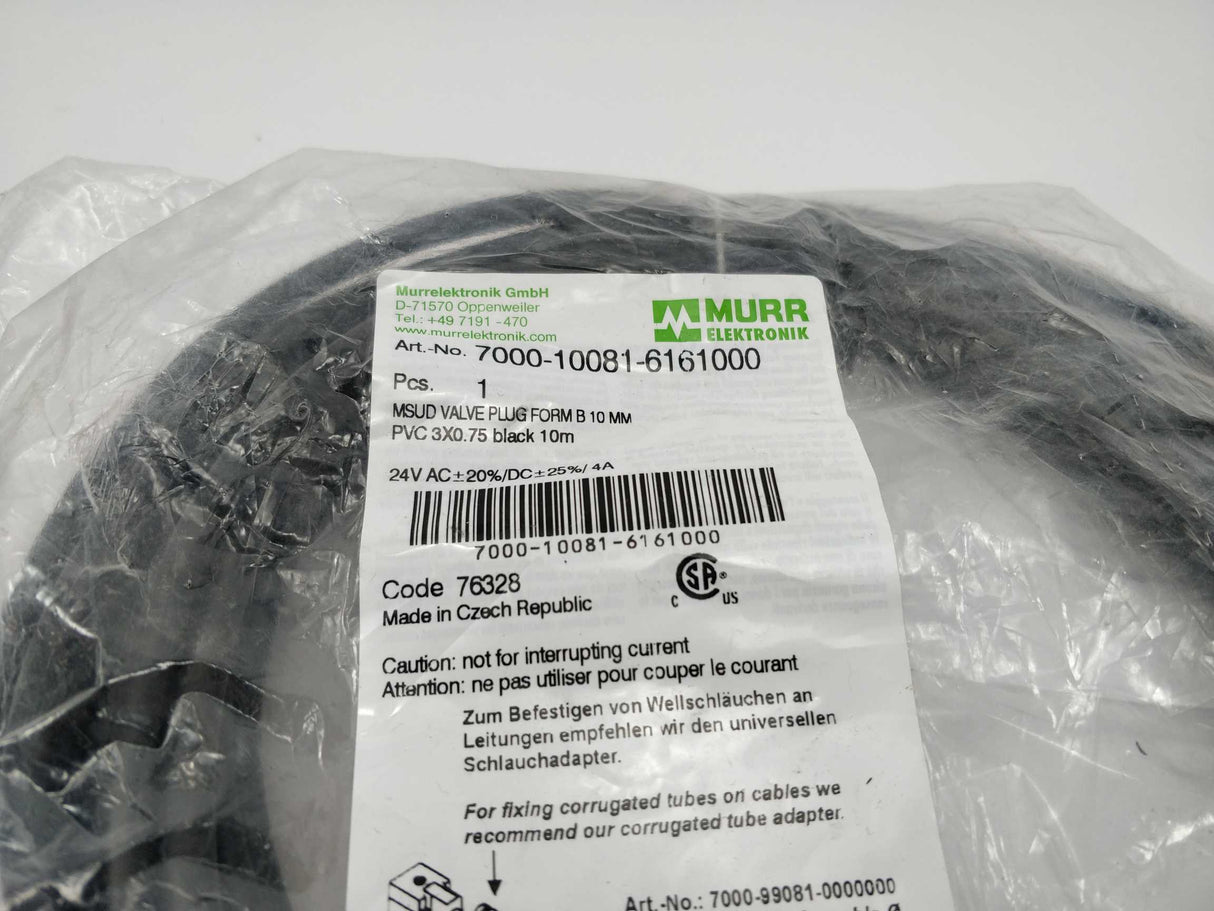 Murrelektronik GmbH
D-71570 Oppenweiler
Tel.: +49 7191 -470
www.murrelektronik.com
MURR
ELEKTRONIK
Art.-No. 7000-10081-6161000
Pcs. 1
MSUD VALVE PLUG FORM B 10 MM
PVC 3X0.75 black 10m
24V AC±20%/DC±25%/ 4A
7000-10081-6161000
Code 76328
Made in Czech Republic
C SA ® US
Caution: not for interrupting current
Attention: ne pas utiliser pour couper le courant
Zum Befestigen von Wellschläuchen an
Leitungen empfehlen wir den universellen
Schlauchadapter.
For fixing corrugated tubes on cables we
recommend our corrugated tube adapter.
Art.-No.: 7000-99081-0000000